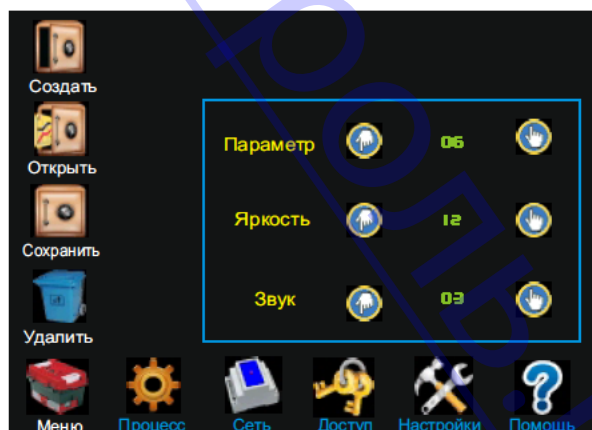 Создать
Открыть
Сохранить
Удалить
Параметр 06
Яркость 12
Звук 03
Меню Процесс Сеть Доступ Настройки Помощь